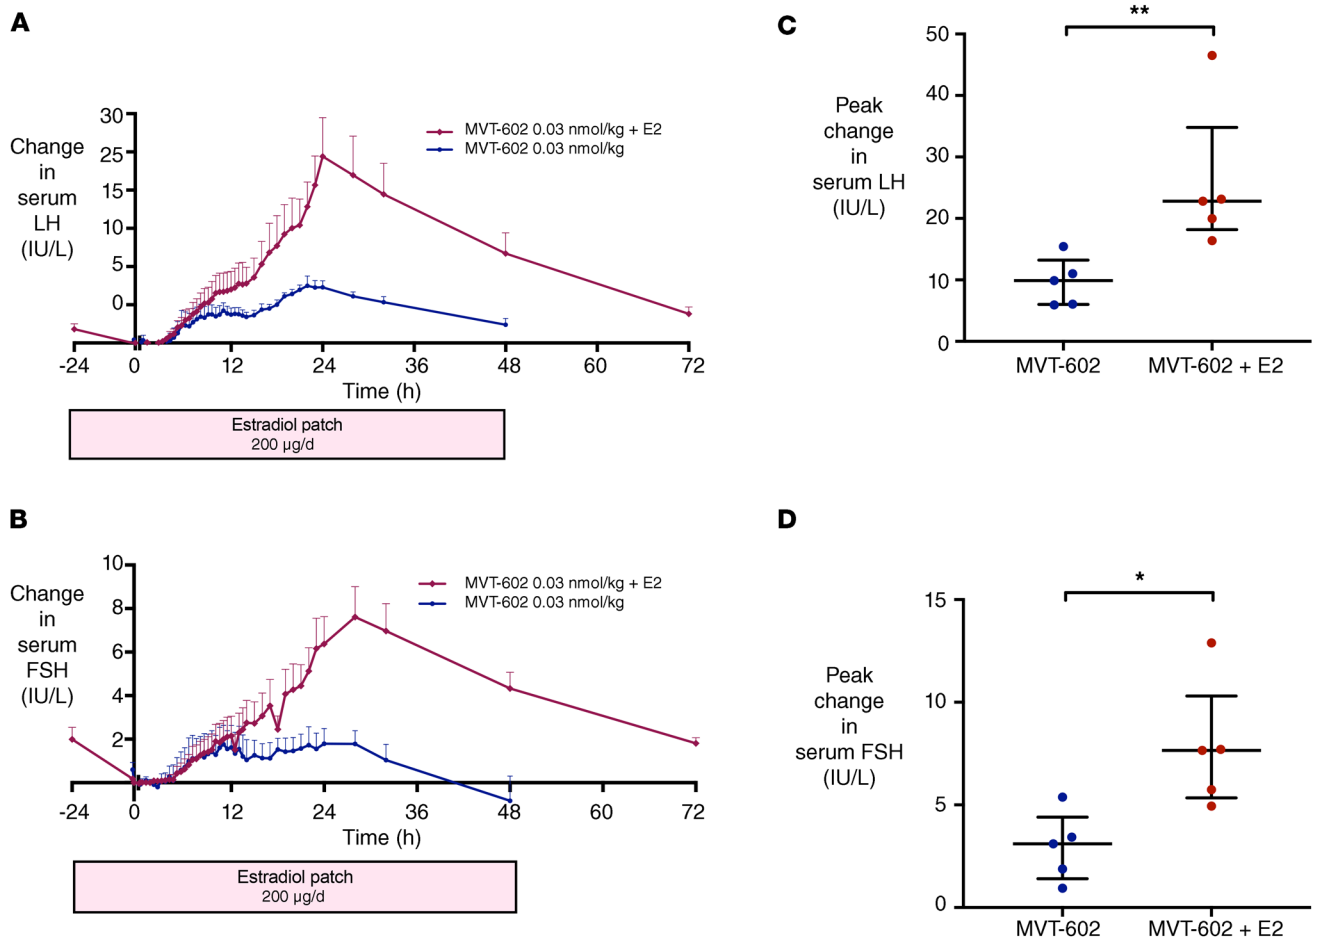 A
Change
in
serum
LH
(IU/L)
30
25
15
10
5
0
MVT-602 0.03 nmol/kg + E2
MVT-602 0.03 nmol/kg
-24 0 12 24 36 48 60 72
Time (h)
Estradiol patch
200 µg/d
B
Change
in
serum
FSH
(IU/L)
10
8
6
4
2
MVT-602 0.03 nmol/kg + E2
MVT-602 0.03 nmol/kg
-24 0 12 24 36 48 60 72
Time (h)
Estradiol patch
200 µg/d
C
Peak
change
in
serum LH
(IU/L)
50
40
30
20
10
0
**
MVT-602 MVT-602 + E2
D
Peak
change
in
serum FSH
(IU/L)
15
10
5
0
*
MVT-602 MVT-602 + E2